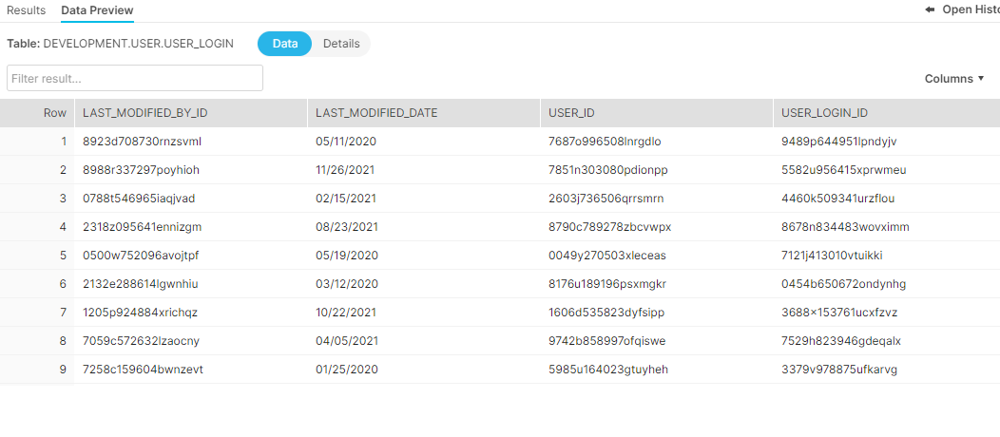 Results Data Preview Open Histo
Table: DEVELOPMENT.USER.USER_LOGIN Data Details
Filter result...
Columns
Row LAST_MODIFIED_BY_ID LAST_MODIFIED_DATE USER_ID USER_LOGIN_ID
1 8923d708730rnzsvml 05/11/2020 7687o996508lnrgdlo 9489p644951lpndyjv
2 8988r337297poyhioh 11/26/2021 7851n303080pdionpp 5582u956415xprwmeu
3 0788t546965iaqjvad 02/15/2021 2603j736506qrrsmrn 4460k509341urzflou
4 2318z095641ennizgm 08/23/2021 8790c789278zbcvwpx 8678n834483wovximm
5 0500w752096avojtpf 05/19/2020 0049y270503xleceas 7121j413010vtuikki
6 2132e288614lgwnhiu 03/12/2020 8176u189196psxmgkr 0454b650672ondynhg
7 1205p924884xrichqz 10/22/2021 1606d535823dyfsipp 3688×153761ucxfzvz
8 7059c572632lzaocny 04/05/2021 9742b858997ofqiswe 7529h823946gdeqalx
9 7258c159604bwnzevt 01/25/2020 5985u164023gtuyheh 3379v978875ufkarvg